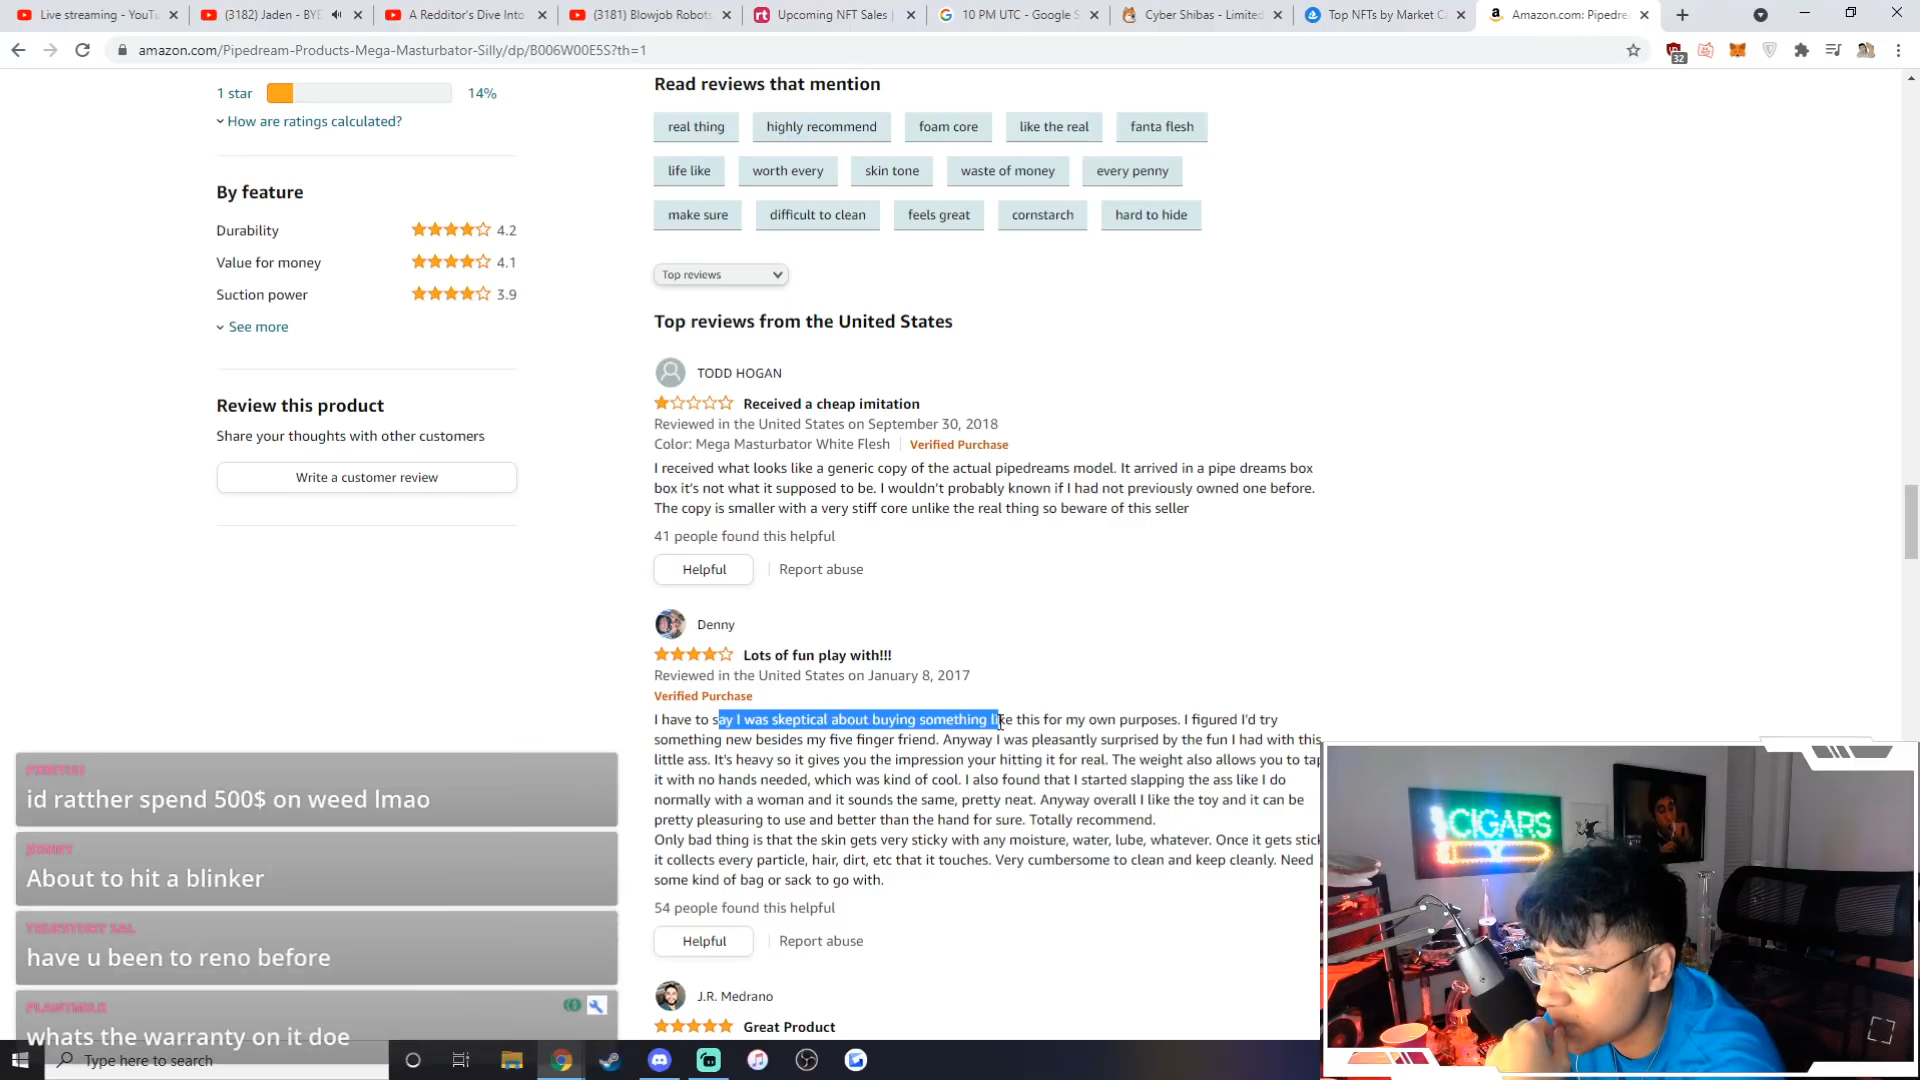 Live streaming - YouTu
(3182) Jaden - BYE
A Redditor's Dive Into
(3181) Blowjob Robots
Upcoming NFT Sales
10 PM UTC - Google S
Cyber Shibas - Limited
Top NFTs by Market C
Amazon.com: Pipedre
amazon.com/Pipedream-Products-Mega-Masturbator-Silly/dp/B006W00E5S?th=1
32
1 star 14%
How are ratings calculated?
By feature
Durability 4.2
Value for money 4.1
Suction power 3.9
See more
Review this product
Share your thoughts with other customers
Write a customer review
Read reviews that mention
real thing highly recommend foam core like the real fanta flesh
life like worth every skin tone waste of money every penny
make sure difficult to clean feels great cornstarch hard to hide
Top reviews
Top reviews from the United States
TODD HOGAN
Received a cheap imitation
Reviewed in the United States on September 30, 2018
Color: Mega Masturbator White Flesh Verified Purchase
I received what looks like a generic copy of the actual pipedreams model. It arrived in a pipe dreams box
box it's not what it supposed to be. I wouldn't probably known if I had not previously owned one before.
The copy is smaller with a very stiff core unlike the real thing so beware of this seller
41 people found this helpful
Helpful Report abuse
Denny
Lots of fun play with!!!
Reviewed in the United States on January 8, 2017
Verified Purchase
I have to say I was skeptical about buying something like this for my own purposes. I figured I'd try
something new besides my five finger friend. Anyway I was pleasantly surprised by the fun I had with this
little ass. It's heavy so it gives you the impression your hitting it for real. The weight also allows you to tap
it with no hands needed, which was kind of cool. I also found that I started slapping the ass like I do
normally with a woman and it sounds the same, pretty neat. Anyway overall I like the toy and it can be
pretty pleasuring to use and better than the hand for sure. Totally recommend.
Only bad thing is that the skin gets very sticky with any moisture, water, lube, whatever. Once it gets stick
it collects every particle, hair, dirt, etc that it touches. Very cumbersome to clean and keep cleanly. Need
some kind of bag or sack to go with.
54 people found this helpful
Helpful Report abuse
J.R. Medrano
Great Product
id ratther spend 500$ on weed lmao
About to hit a blinker
have u been to reno before
whats the warranty on it doe
Type here to search
CIGARS